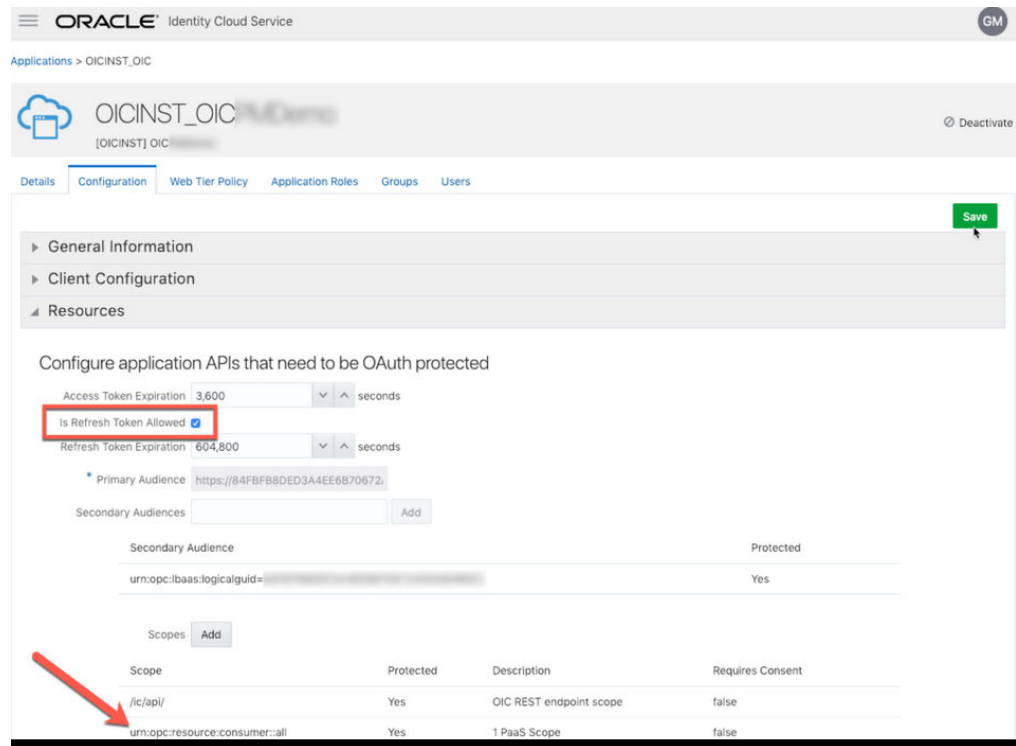 ORACLE® Identity Cloud Service
GM
Applications > OICINST_OIC
OICINST_OIC
[OICINST] OIC
Deactivate
Details Configuration Web Tier Policy Application Roles Groups Users
Save
General Information
Client Configuration
Resources
Configure application APIs that need to be OAuth protected
Access Token Expiration 3,600 seconds
Is Refresh Token Allowed
Refresh Token Expiration 604,800 seconds
* Primary Audience https://84FBFB8DED3A4EE6B70672
Secondary Audiences Add
Secondary Audience Protected
urn:opc:lbaas:logicalguid= Yes
Scopes Add
Scope Protected Description Requires Consent
/ic/api/ Yes OIC REST endpoint scope false
urn:opc:resource:consumer::all Yes 1 PaaS Scope false